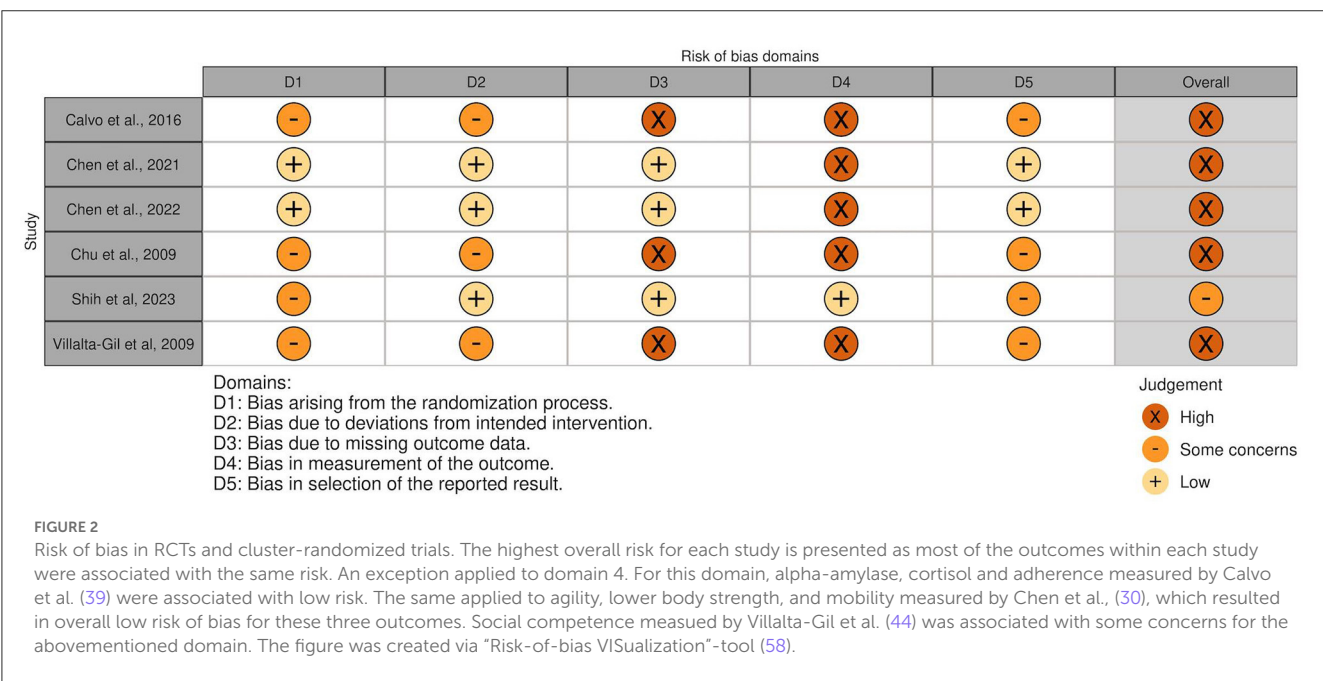 Risk of bias domains
D1 D2 D3 D4 D5 Overall
Study
Calvo et al., 2016 - - X X - X
Chen et al., 2021 + + + X + X
Chen et al., 2022 + + + X + X
Chu et al., 2009 - - X X - X
Shih et al, 2023 - + + + - -
Villalta-Gil et al, 2009 - - X X - X
Domains:
D1: Bias arising from the randomization process.
D2: Bias due to deviations from intended intervention.
D3: Bias due to missing outcome data.
D4: Bias in measurement of the outcome.
D5: Bias in selection of the reported result.
Judgement
X High
- Some concerns
+ Low
FIGURE 2
Risk of bias in RCTs and cluster-randomized trials. The highest overall risk for each study is presented as most of the outcomes within each study
were associated with the same risk. An exception applied to domain 4. For this domain, alpha-amylase, cortisol and adherence measured by Calvo
et al. (39) were associated with low risk. The same applied to agility, lower body strength, and mobility measured by Chen et al., (30), which resulted
in overall low risk of bias for these three outcomes. Social competence measued by Villalta-Gil et al. (44) was associated with some concerns for the
abovementioned domain. The figure was created via “Risk-of-bias VISualization”-tool (58).